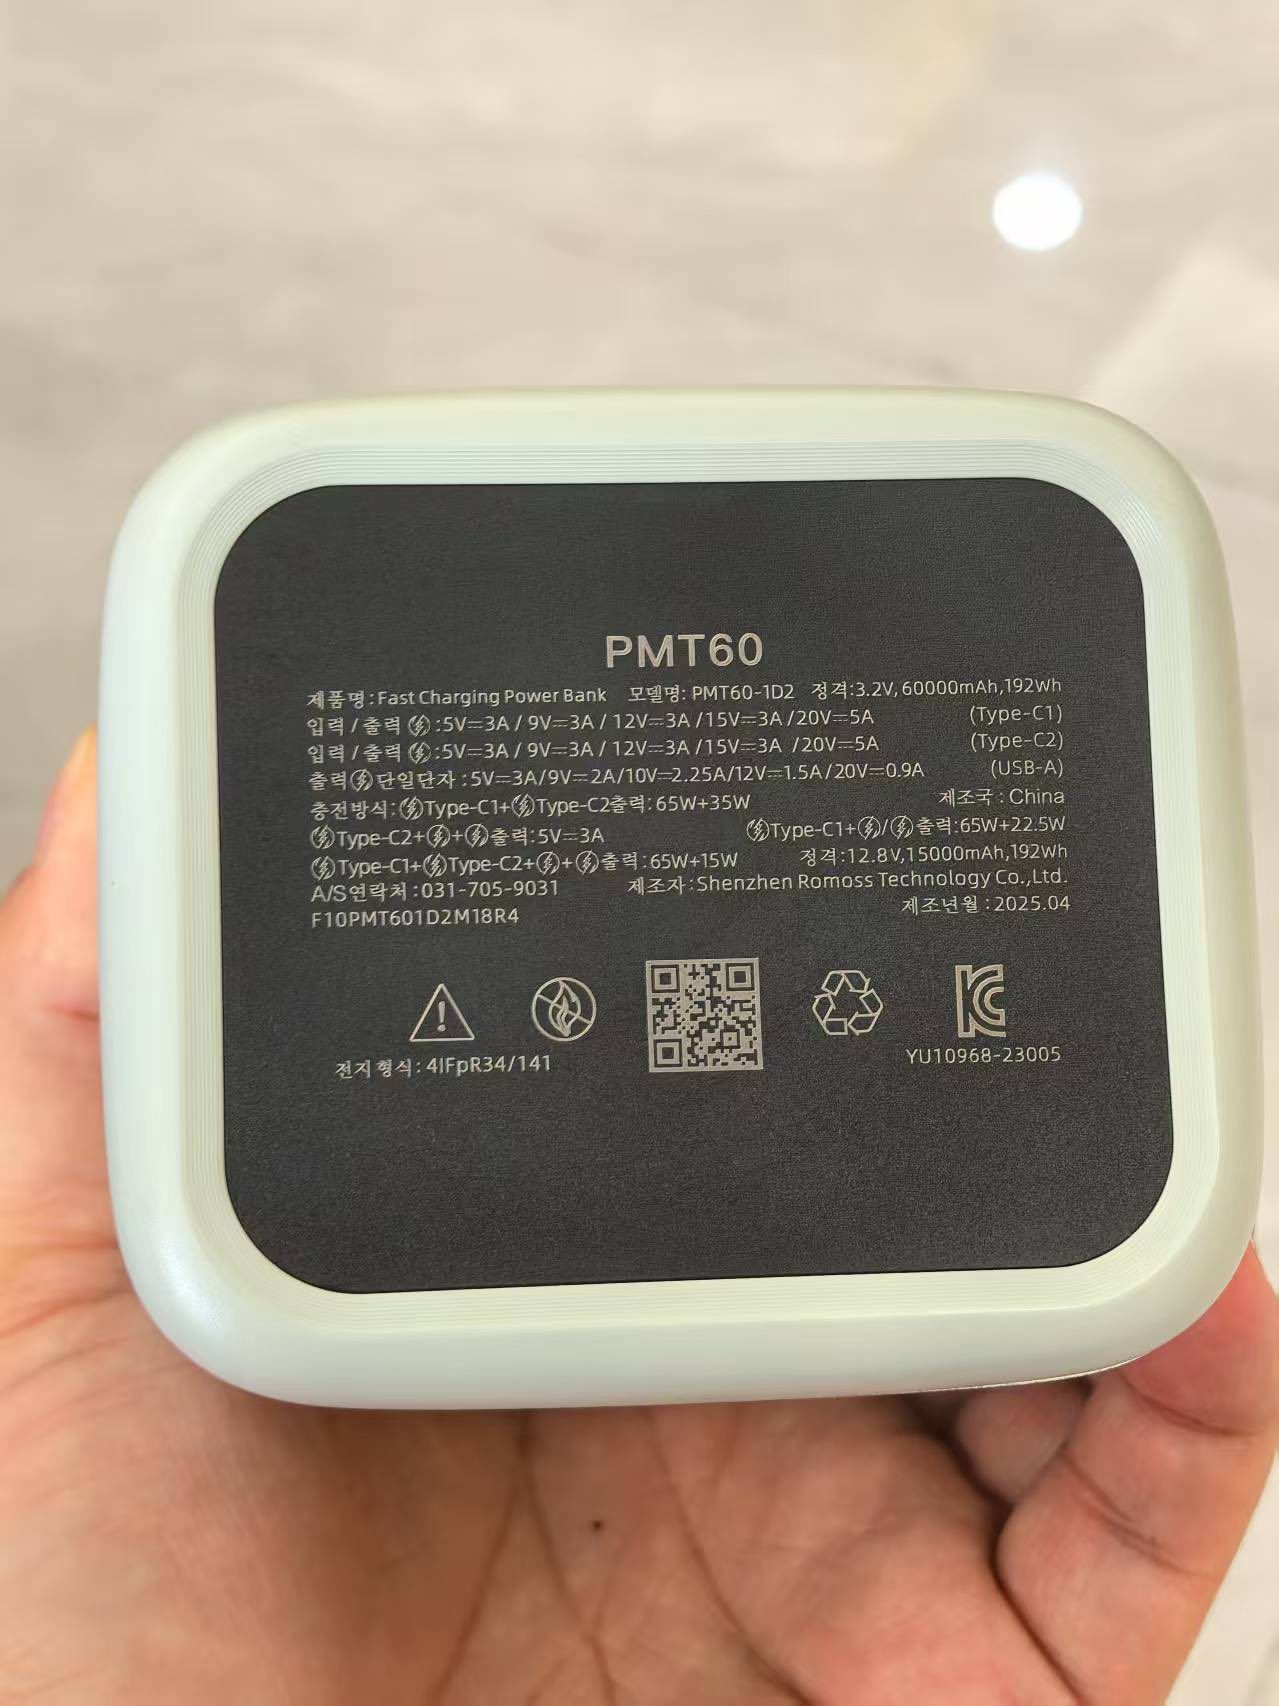 PMT60
제품명:Fast Charging Power Bank 모델명: PMT60-1D2 정격:3.2V, 60000mAh,192Wh
입력 / 출력 :5V⎓3A / 9V⎓3A / 12V⎓3A /15V⎓3A /20V⎓5A (Type-C1)
입력 / 출력 :5V⎓3A / 9V⎓3A / 12V⎓3A /15V⎓3A /20V⎓5A (Type-C2)
출력 단일단자 :5V⎓3A/9V⎓2A/10V⎓2.25A/12V⎓1.5A/20V⎓0.9A (USB-A)
충전방식:Type-C1+Type-C2출력:65W+35W 제조국 : China
Type-C2++출력:5V⎓3A Type-C1+/출력:65W+22.5W
Type-C1+Type-C2++출력:65W+15W 정격:12.8V,15000mAh,192Wh
A/S연락처 :031-705-9031 제조자:Shenzhen Romoss Technology Co.,Ltd.
F10PMT601D2M18R4 제조년월 :2025.04
전지 형식: 4IFpR34/141 YU10968-23005